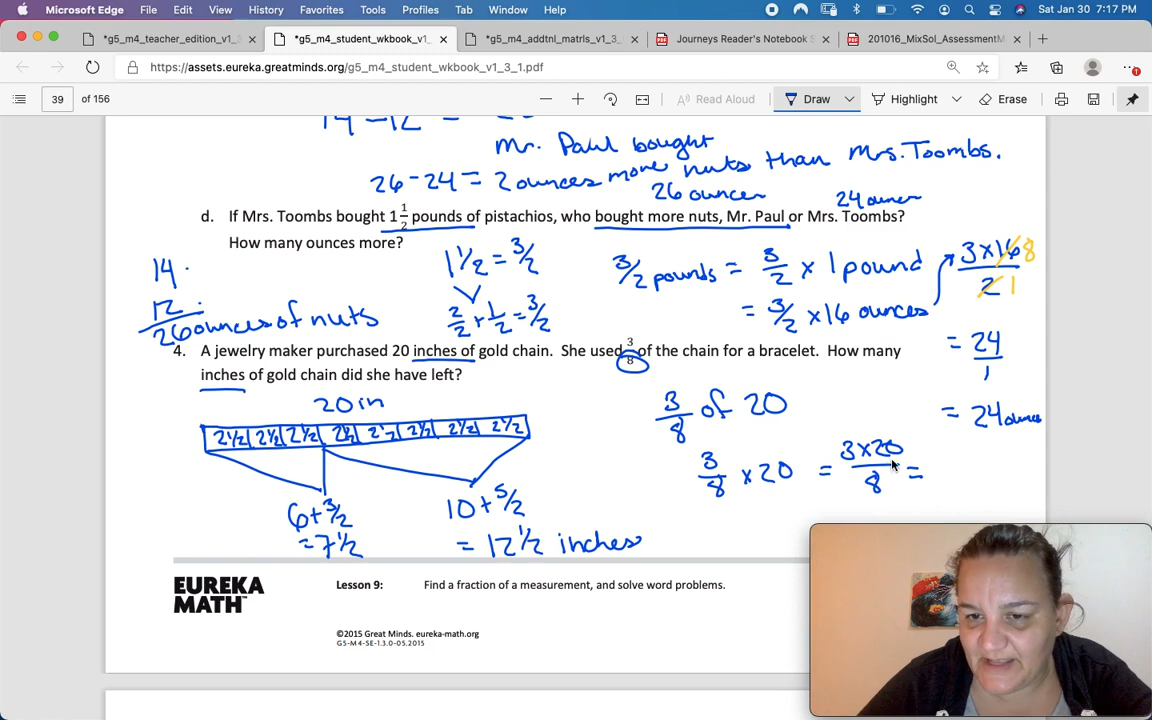 Microsoft Edge File Edit View History Favorites Tools Profiles Tab Window Help Sat Jan 30 7:17 PM
*g5_m4_teacher_edition_v1_3 *g5_m4_student_wkbook_v1_ *g5_m4_addtnl_matrls_v1_3_ Journeys Reader's Notebook 201016_MixSol_Assessment
https://assets.eureka.greatminds.org/g5_m4_student_wkbook_v1_3_1.pdf
39 of 156 Read Aloud Draw Highlight Erase
14 - 12 =
Mr. Paul bought
26 - 24 = 2 ounces more nuts than Mrs. Toombs.
26 ounces 24 ounces
d. If Mrs. Toombs bought 1 1/2 pounds of pistachios, who bought more nuts, Mr. Paul or Mrs. Toombs?
How many ounces more?
14
12
26 ounces of nuts
1 1/2 = 3/2
2/2 + 1/2 = 3/2
3/2 pounds = 3/2 x 1 pound
= 3/2 x 16 ounces
3 x 16 8
2 1
= 24
1
= 24 ounces
4. A jewelry maker purchased 20 inches of gold chain. She used 3/8 of the chain for a bracelet. How many
inches of gold chain did she have left?
20 in
2 1/2 2 1/2 2 1/2 2 1/2 2 1/2 2 1/2 2 1/2 2 1/2
6 + 3/2
= 7 1/2
10 + 5/2
= 12 1/2 inches
3/8 of 20
3/8 x 20 = 3x20/8 =
EUREKA
MATH™
Lesson 9: Find a fraction of a measurement, and solve word problems.
©2015 Great Minds. eureka-math.org
G5-M4-SE-1.3.0-05.2015